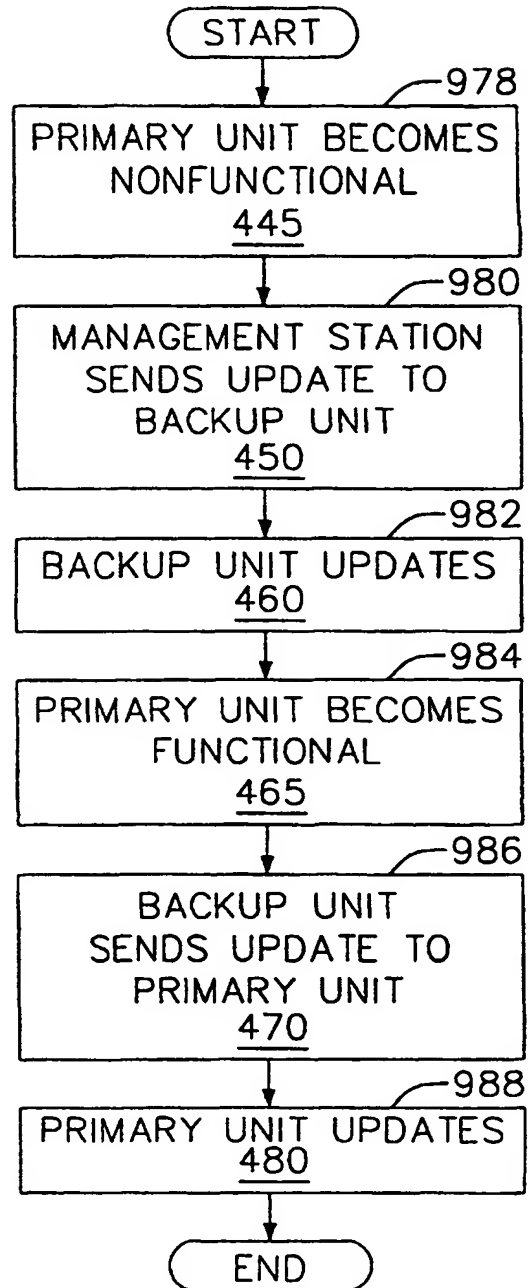 START
978
PRIMARY UNIT BECOMES
NONFUNCTIONAL
445
980
MANAGEMENT STATION
SENDS UPDATE TO
BACKUP UNIT
450
982
BACKUP UNIT UPDATES
460
984
PRIMARY UNIT BECOMES
FUNCTIONAL
465
986
BACKUP UNIT
SENDS UPDATE TO
PRIMARY UNIT
470
988
PRIMARY UNIT UPDATES
480
END